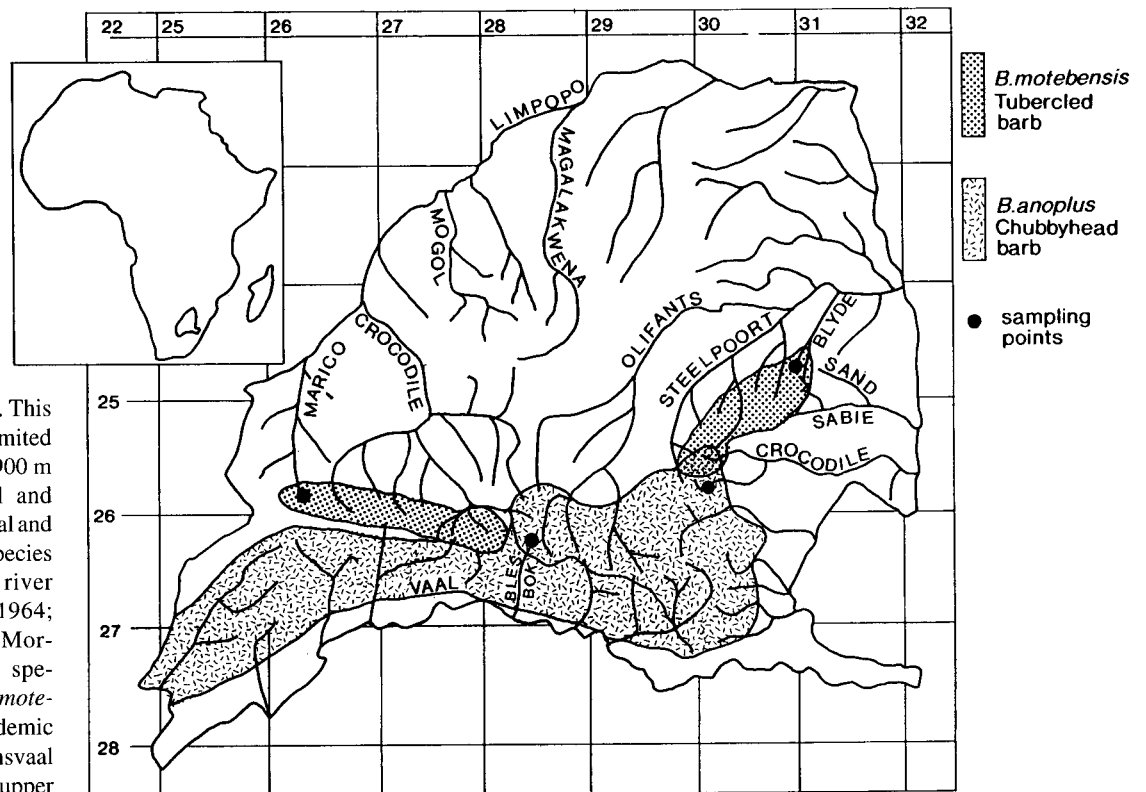 22 25 26 27 28 29 30 31 32
B.motebensis
Tubercled
barb
B.anoplus
Chubbyhead
barb
sampling
points
LIMPOPO
MAGALAKWENA
MOGOL
CROCODILE
MARICO
OLIFANTS
STEELPOORT
BLYDE
SAND
SABIE
CROCODILE
VAAL
BLES
BOK
25
26
27
28
. This
mited
900 m
l and
al and
pecies
river
1964;
Mor-
spe-
mote-
demic
nsvaal
upper